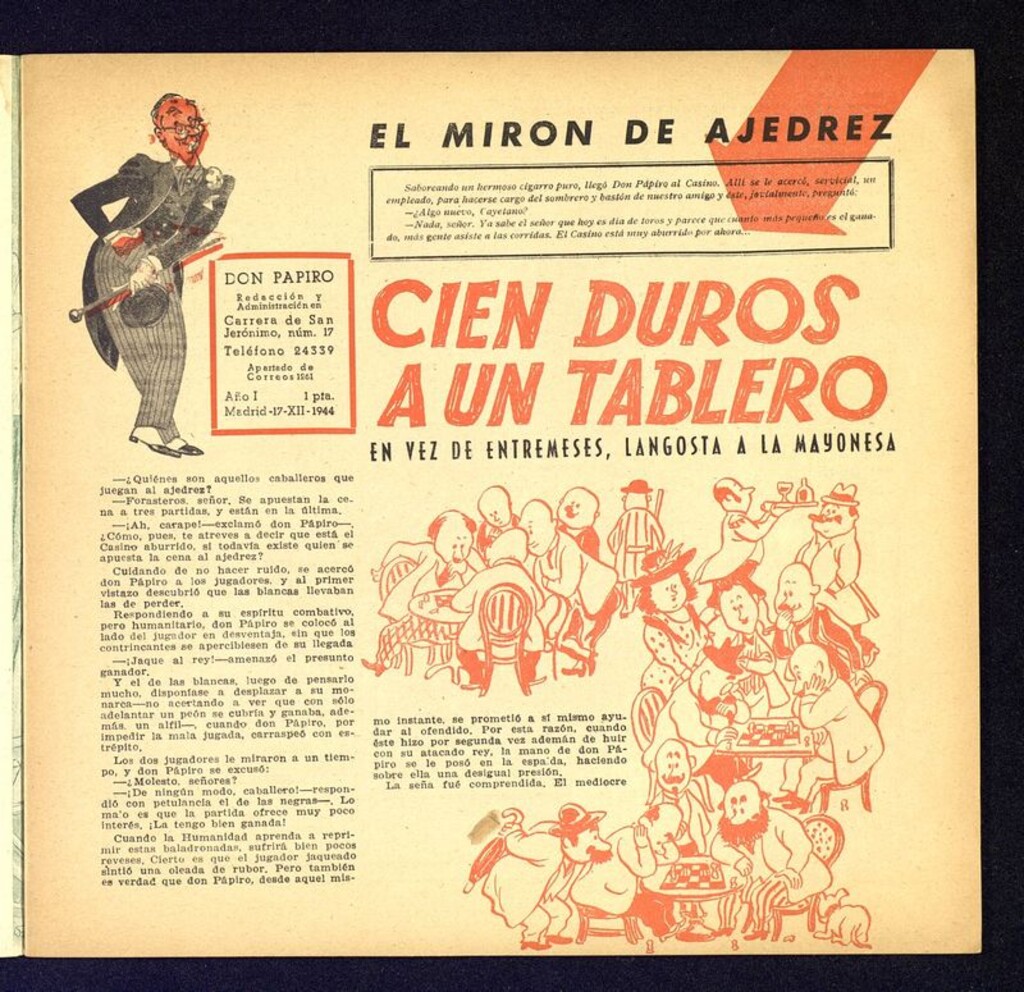 EL MIRON DE AJEDREZ
Saboreando un hermoso cigarro puro, llegó Don Pápiro al Casino. Allí se le acercó, servicial, un
empleado, para hacerse cargo del sombrero y bastón de nuestro amigo y éste, jovialmente, preguntó:
—¿Algo nuevo, Cayetano?
—Nada, señor. Ya sabe el señor que hoy es día de toros y parece que cuanto más pequeño es el gana-
do, más gente asiste a las corridas. El Casino está muy aburrido por ahora...
DON PAPIRO
Redacción y
Administración en
Carrera de San
Jerónimo, núm. 17
Teléfono 24339
Apartado de
Correos 1261
Año I 1 pta.
Madrid-17-XII-1944
CIEN DUROS
A UN TABLERO
EN VEZ DE ENTREMESES, LANGOSTA A LA MAYONESA
—¿Quiénes son aquellos caballeros que
juegan al ajedrez?
—Forasteros, señor. Se apuestan la ce-
na a tres partidas, y están en la última.
—¡Ah, carape!—exclamó don Pápiro—.
¿Cómo, pues, te atreves a decir que está el
Casino aburrido, si todavía existe quien se
apuesta la cena al ajedrez?
Cuidando de no hacer ruido, se acercó
don Pápiro a los jugadores, y al primer
vistazo descubrió que las blancas llevaban
las de perder.
Respondiendo a su espíritu combativo,
pero humanitario, don Pápiro se colocó al
lado del jugador en desventaja, sin que los
contrincantes se apercibiesen de su llegada
—¡Jaque al rey!—amenazó el presunto
ganador.
Y el de las blancas, luego de pensarlo
mucho, disponíase a desplazar a su mo-
narca—no acertando a ver que con sólo
adelantar un peón se cubría y ganaba, ade-
más, un alfil—, cuando don Pápiro, por
impedir la mala jugada, carraspeó con es-
trépito.
Los dos jugadores le miraron a un tiem-
po, y don Pápiro se excusó:
—¿Molesto, señores?
—¡De ningún modo, caballero!—respon-
dió con petulancia el de las negras—. Lo
malo es que la partida ofrece muy poco
interés. ¡La tengo bien ganada!
Cuando la Humanidad aprenda a repri-
mir estas baladronadas, sufrirá bien pocos
reveses. Cierto es que el jugador jaqueado
sintió una oleada de rubor. Pero también
es verdad que don Pápiro, desde aquel mis-
mo instante, se prometió a sí mismo ayu-
dar al ofendido. Por esta razón, cuando
éste hizo por segunda vez ademán de huir
con su atacado rey, la mano de don Pá-
piro se le posó en la espalda, haciendo
sobre ella una desigual presión.
La seña fué comprendida. El mediocre